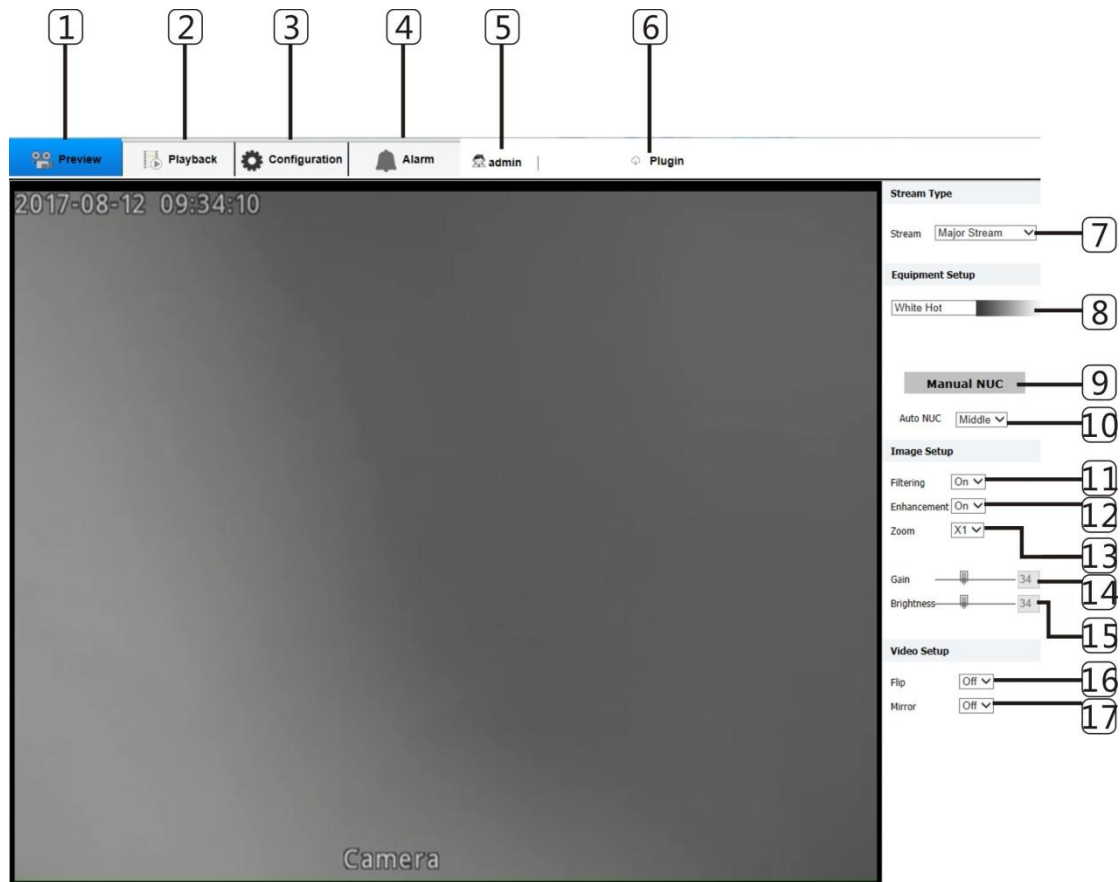 1 2 3 4 5 6
Preview Playback Configuration Alarm admin | Plugin
2017-08-12 09:34:10
Stream Type
Stream Major Stream 7
Equipment Setup
White Hot 8
Manual NUC 9
Auto NUC Middle 10
Image Setup
Filtering On 11
Enhancement On 12
Zoom X1 13
Gain 34 14
Brightness 34 15
Video Setup
Flip Off 16
Mirror Off 17
Camera